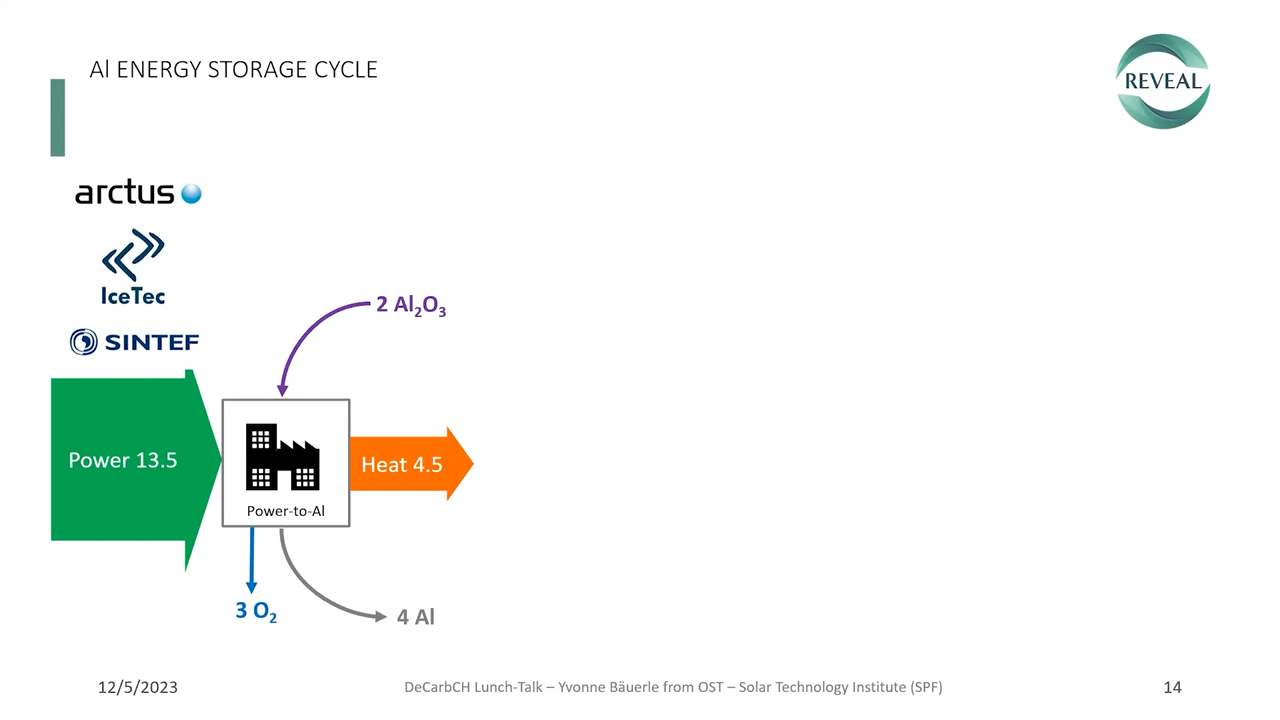 Al ENERGY STORAGE CYCLE
REVEAL
arctus
IceTec
SINTEF
2 Al₂O₃
Power 13.5
Heat 4.5
Power-to-Al
3 O₂
4 Al
12/5/2023
DeCarbCH Lunch-Talk – Yvonne Bäuerle from OST – Solar Technology Institute (SPF)
14